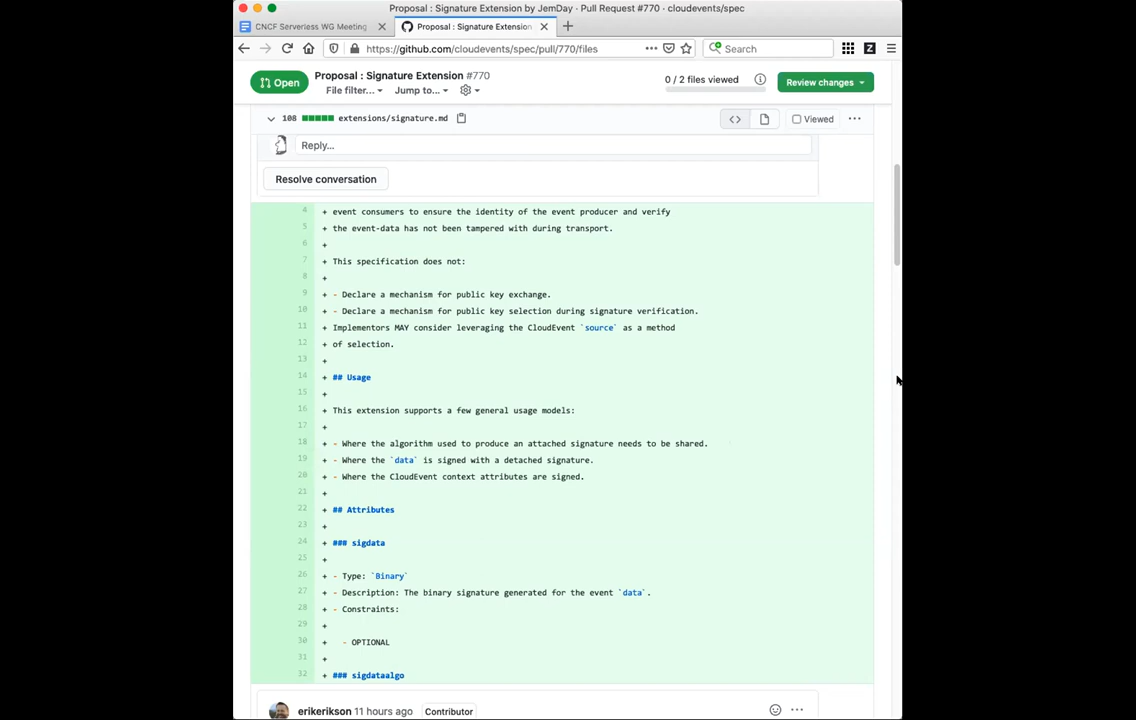 Proposal : Signature Extension by JemDay · Pull Request #770 · cloudevents/spec
CNCF Serverless WG Meeting
Proposal : Signature Extension
https://github.com/cloudevents/spec/pull/770/files
Search
Open
Proposal : Signature Extension #770
File filter... Jump to...
0 / 2 files viewed
Review changes
108 extensions/signature.md
Viewed
Reply...
Resolve conversation
4 + event consumers to ensure the identity of the event producer and verify
5 + the event-data has not been tampered with during transport.
6 +
7 + This specification does not:
8 +
9 + - Declare a mechanism for public key exchange.
10 + - Declare a mechanism for public key selection during signature verification.
11 + Implementors MAY consider leveraging the CloudEvent `source` as a method
12 + of selection.
13 +
14 + ## Usage
15 +
16 + This extension supports a few general usage models:
17 +
18 + - Where the algorithm used to produce an attached signature needs to be shared.
19 + - Where the `data` is signed with a detached signature.
20 + - Where the CloudEvent context attributes are signed.
21 +
22 + ## Attributes
23 +
24 + ### sigdata
25 +
26 + - Type: `Binary`
27 + - Description: The binary signature generated for the event `data`.
28 + - Constraints:
29 +
30 + - OPTIONAL
31 +
32 + ### sigdataalgo
erikerikson 11 hours ago Contributor